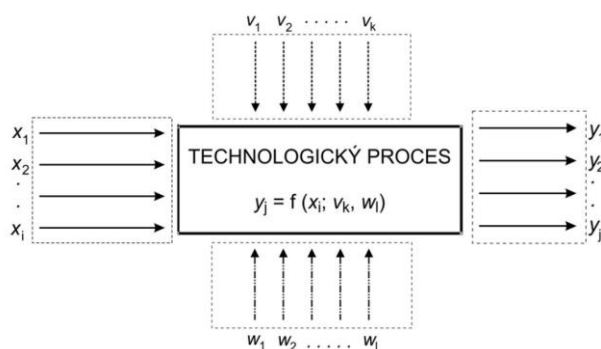 v1 v2 ..... vk
x1
x2
.
.
xi
TECHNOLOGICKÝ PROCES
yj = f (xi; vk, wl)
y2
.
yj
w1 w2 ..... wl